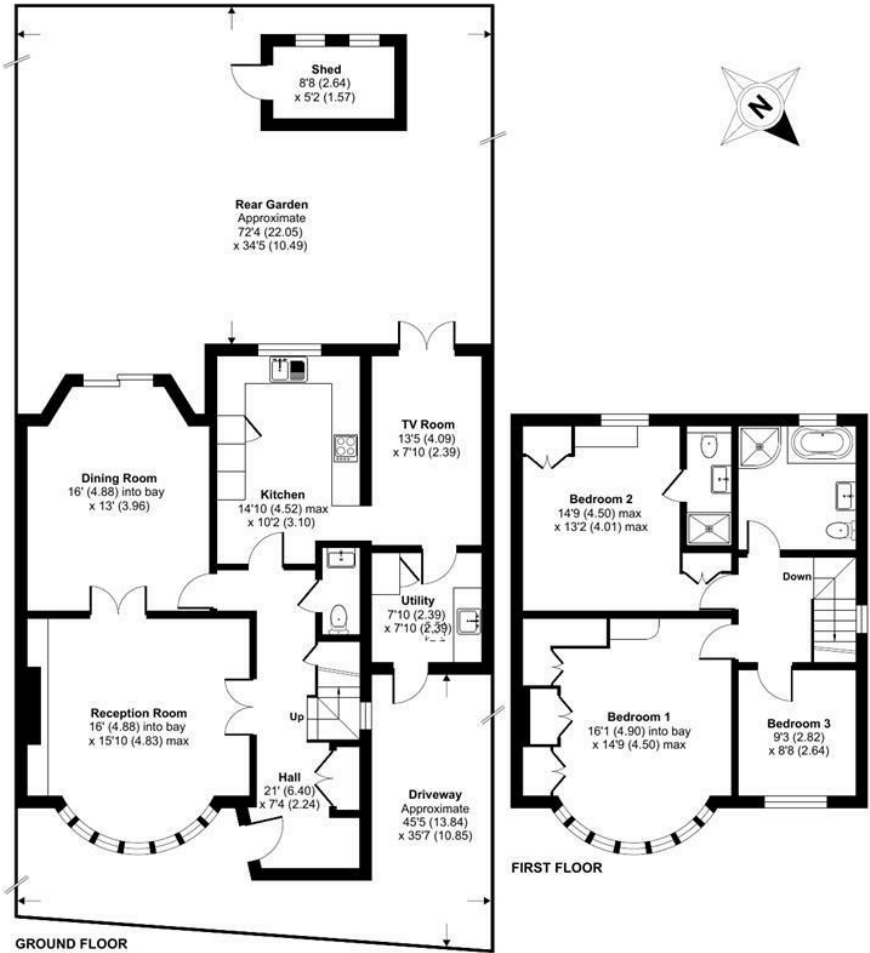 Shed
8'8 (2.64)
x 5'2 (1.57)
N
Rear Garden
Approximate
72'4 (22.05)
x 34'5 (10.49)
TV Room
13'5 (4.09)
x 7'10 (2.39)
Dining Room
16' (4.88) into bay
x 13' (3.96)
Kitchen
14'10 (4.52) max
x 10'2 (3.10)
Utility
7'10 (2.39)
x 7'10 (2.39)
Reception Room
16' (4.88) into bay
x 15'10 (4.83) max
Up
Hall
21' (6.40)
x 7'4 (2.24)
Driveway
Approximate
45'5 (13.84)
x 35'7 (10.85)
GROUND FLOOR
Bedroom 2
14'9 (4.50) max
x 13'2 (4.01) max
Down
Bedroom 1
16'1 (4.90) into bay
x 14'9 (4.50) max
Bedroom 3
9'3 (2.82)
x 8'8 (2.64)
FIRST FLOOR